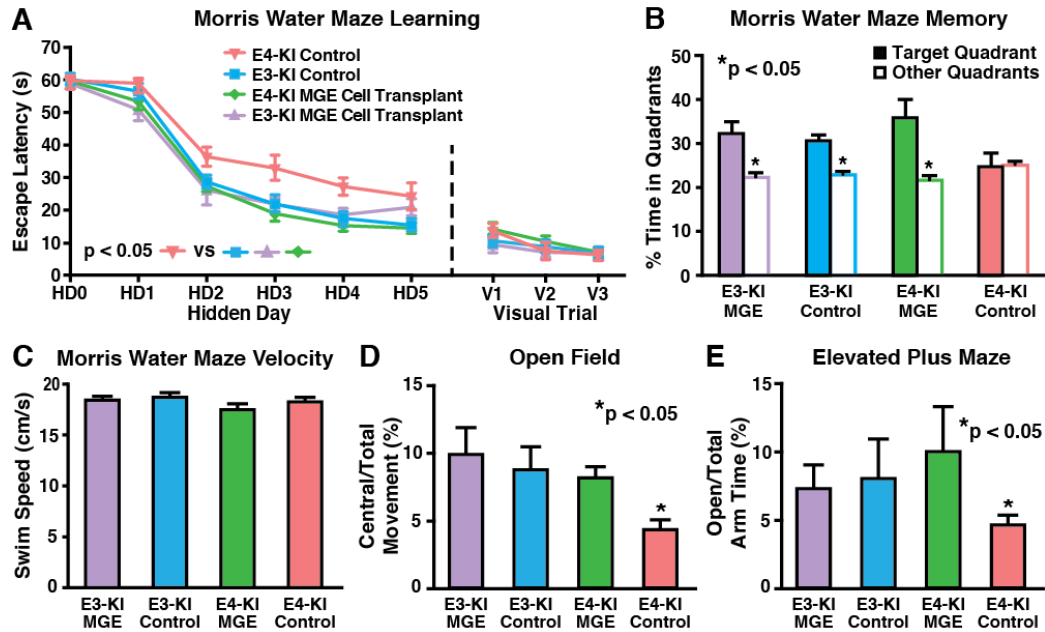 A Morris Water Maze Learning
Escape Latency (s)
70
60
50
40
30
20
10
0
E4-KI Control
E3-KI Control
E4-KI MGE Cell Transplant
E3-KI MGE Cell Transplant
p < 0.05 vs
HD0 HD1 HD2 HD3 HD4 HD5 V1 V2 V3
Hidden Day Visual Trial
B Morris Water Maze Memory
% Time in Quadrants
50
40
30
20
10
0
*p < 0.05
Target Quadrant
Other Quadrants
* * *
E3-KI E3-KI E4-KI E4-KI
MGE Control MGE Control
C Morris Water Maze Velocity
Swim Speed (cm/s)
20
15
10
5
0
E3-KI E3-KI E4-KI E4-KI
MGE Control MGE Control
D Open Field
Central/Total
Movement (%)
15
10
5
0
*p < 0.05
*
E3-KI E3-KI E4-KI E4-KI
MGE Control MGE Control
E Elevated Plus Maze
Open/Total
Arm Time (%)
15
10
5
0
*p < 0.05
*
E3-KI E3-KI E4-KI E4-KI
MGE Control MGE Control